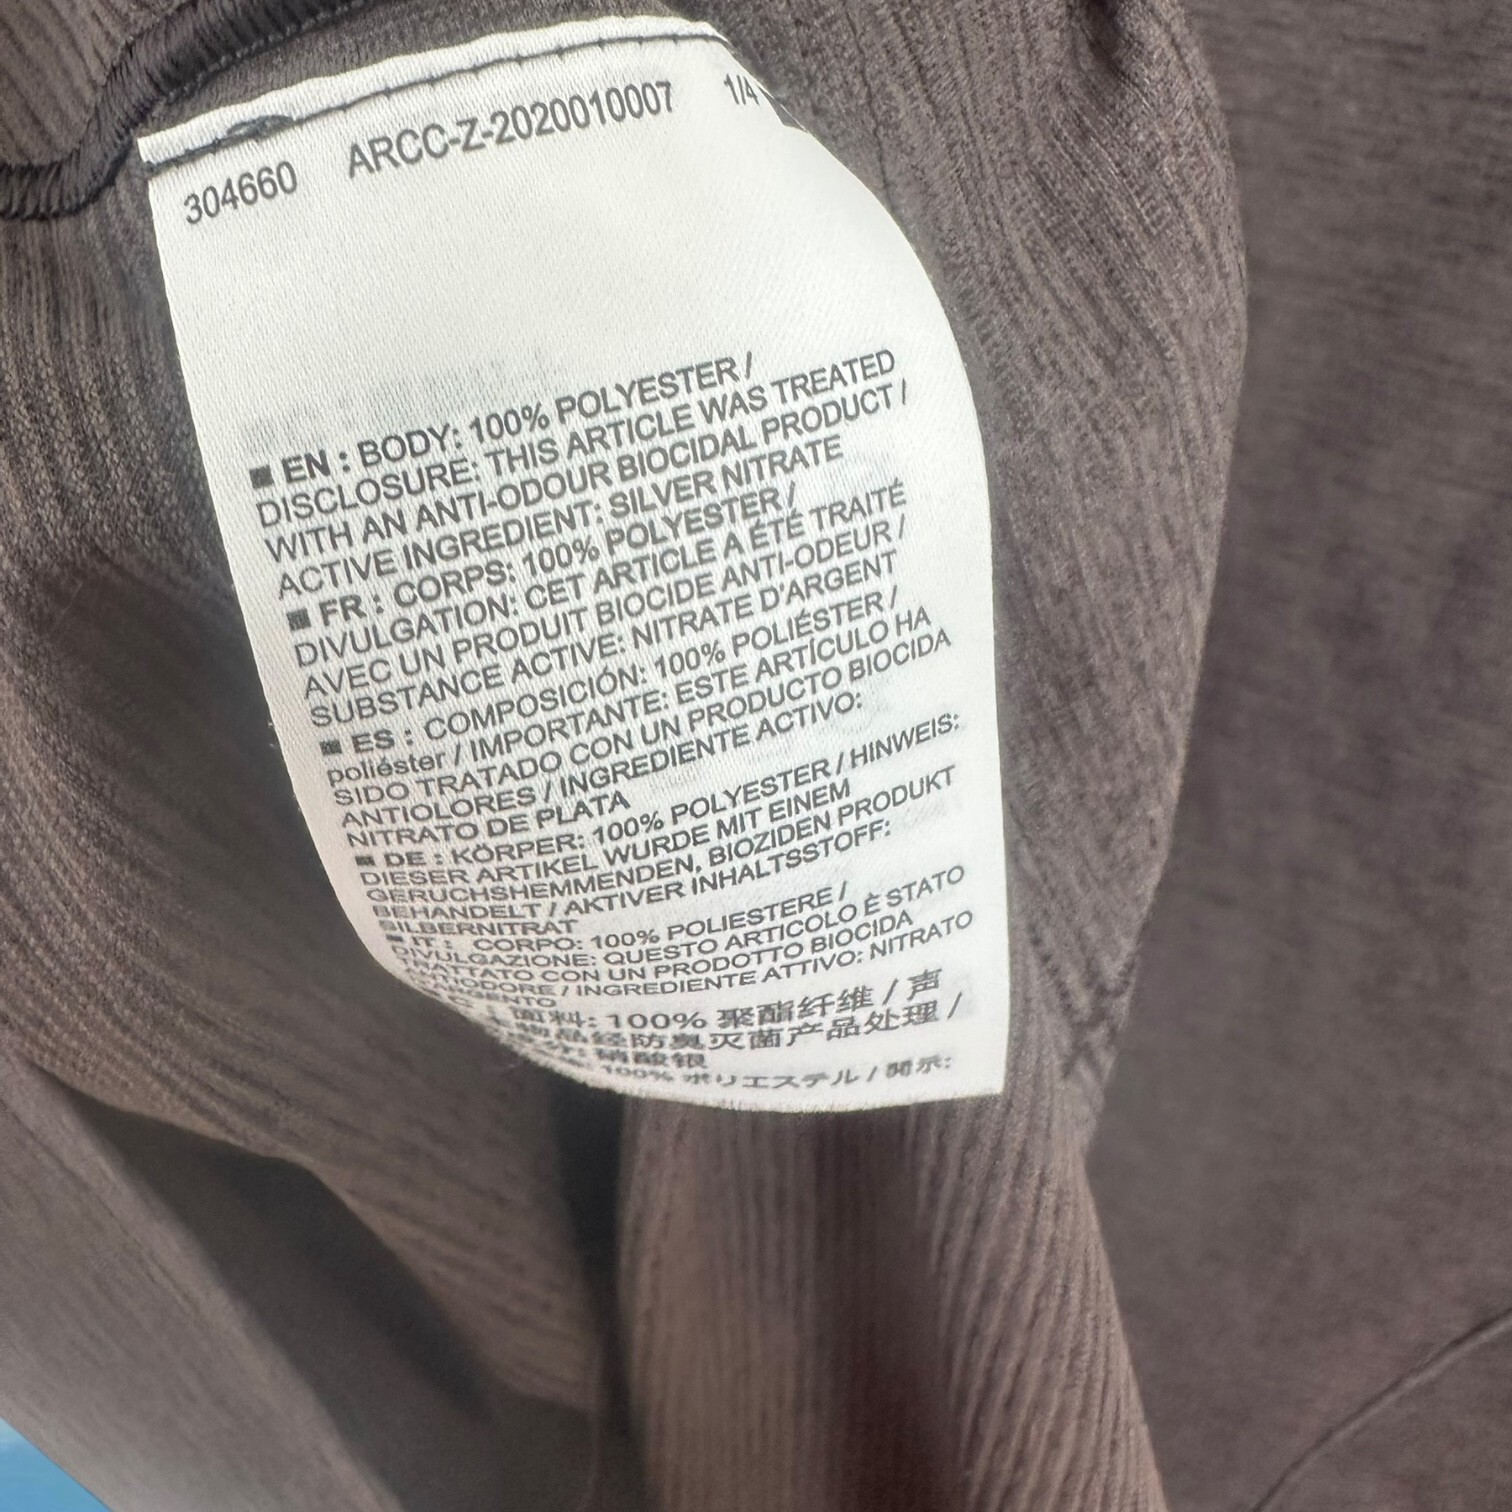 304660 ARCC-Z-2020010007 1/4
■ EN : BODY: 100% POLYESTER /
DISCLOSURE: THIS ARTICLE WAS TREATED
WITH AN ANTI-ODOUR BIOCIDAL PRODUCT /
ACTIVE INGREDIENT: SILVER NITRATE
■ FR : CORPS: 100% POLYESTER /
DIVULGATION: CET ARTICLE A ÉTÉ TRAITÉ
AVEC UN PRODUIT BIOCIDE ANTI-ODEUR /
SUBSTANCE ACTIVE: NITRATE D'ARGENT
■ ES : COMPOSICIÓN: 100% POLIÉSTER /
poliéster / IMPORTANTE: ESTE ARTÍCULO HA
SIDO TRATADO CON UN PRODUCTO BIOCIDA
ANTIOLORES / INGREDIENTE ACTIVO:
NITRATO DE PLATA
■ DE : KÖRPER: 100% POLYESTER / HINWEIS:
DIESER ARTIKEL WURDE MIT EINEM
GERUCHSHEMMENDEN, BIOZIDEN PRODUKT
BEHANDELT / AKTIVER INHALTSSTOFF:
SILBERNITRAT
■ IT : CORPO: 100% POLIESTERE /
DIVULGAZIONE: QUESTO ARTICOLO È STATO
TRATTATO CON UN PRODOTTO BIOCIDA
/ INGREDIENTE ATTIVO: NITRATO
面料: 100% 聚酯纤维 / 声
物品经防臭灭菌产品处理 /
硝酸银
100% ポリエステル / 開示: